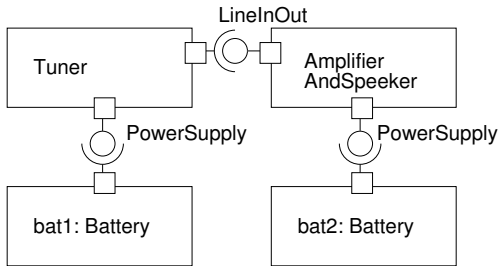 LineInOut
Tuner
Amplifier
AndSpeeker
PowerSupply
PowerSupply
bat1: Battery
bat2: Battery